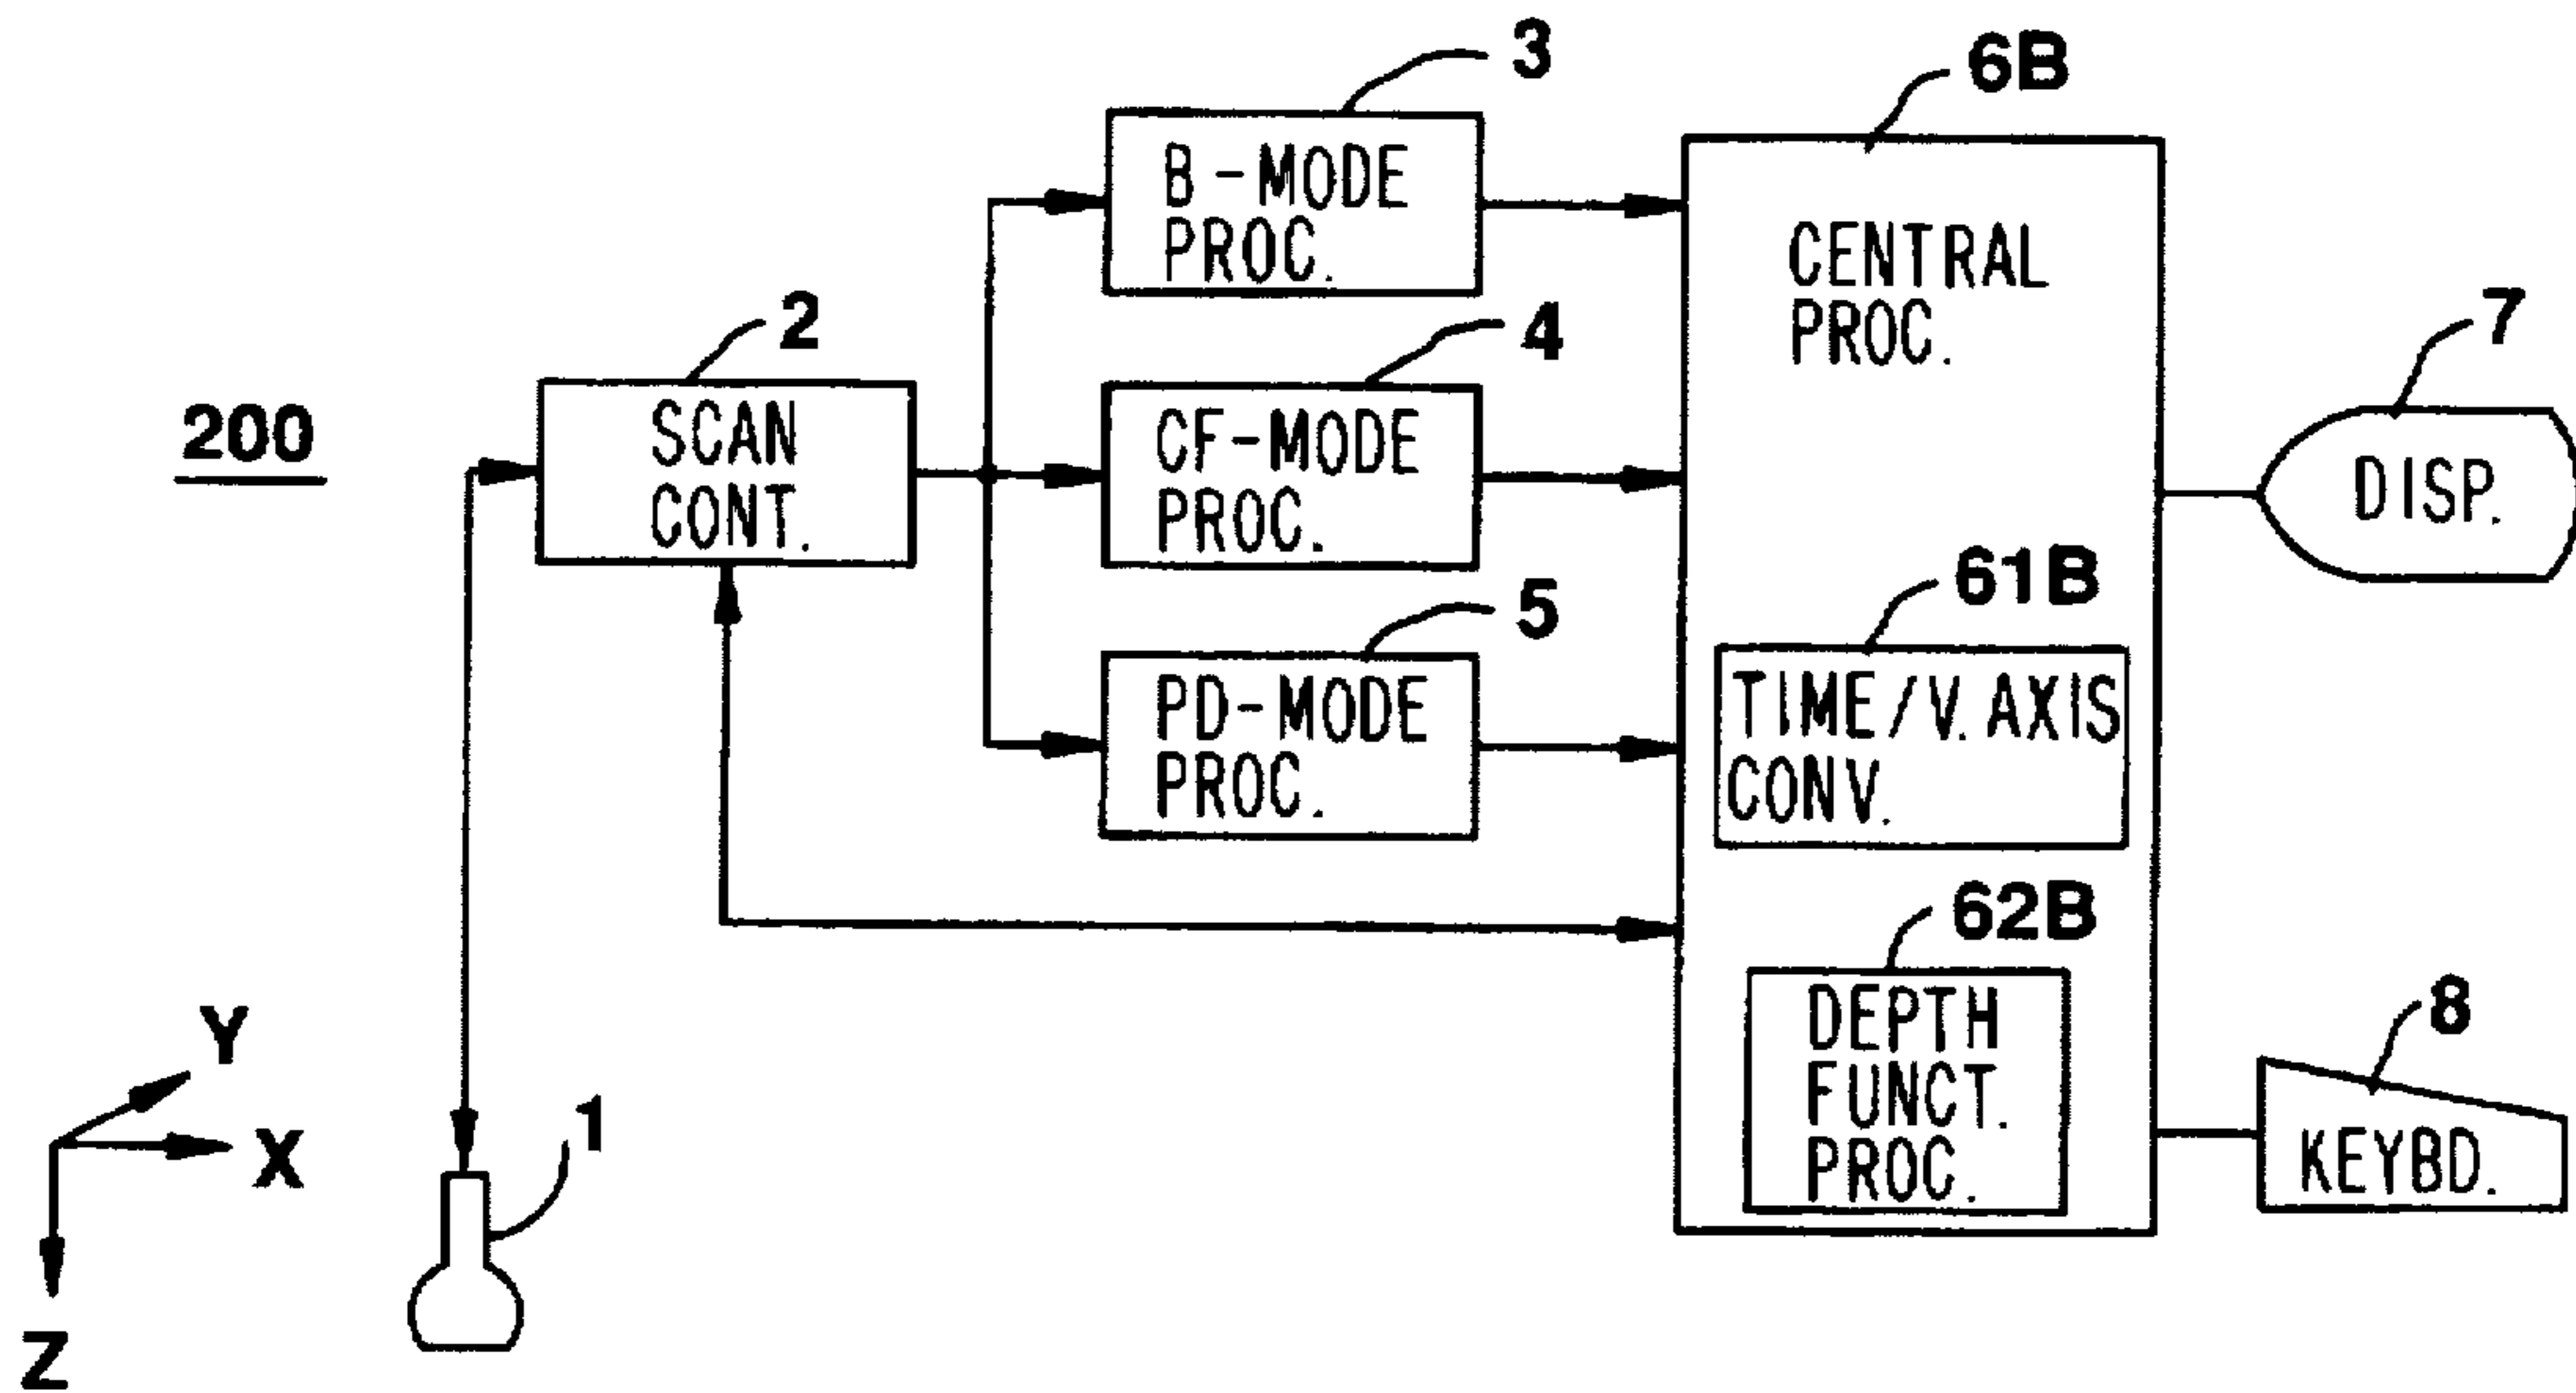 3
6B
B-MODE
PROC.
CENTRAL
PROC.
2
4
7
200
SCAN
CONT.
CF-MODE
PROC.
DISP.
61B
5
TIME/V. AXIS
CONV.
PD-MODE
PROC.
62B
DEPTH
FUNCT.
PROC.
8
KEYBD.
Y
X
Z
1